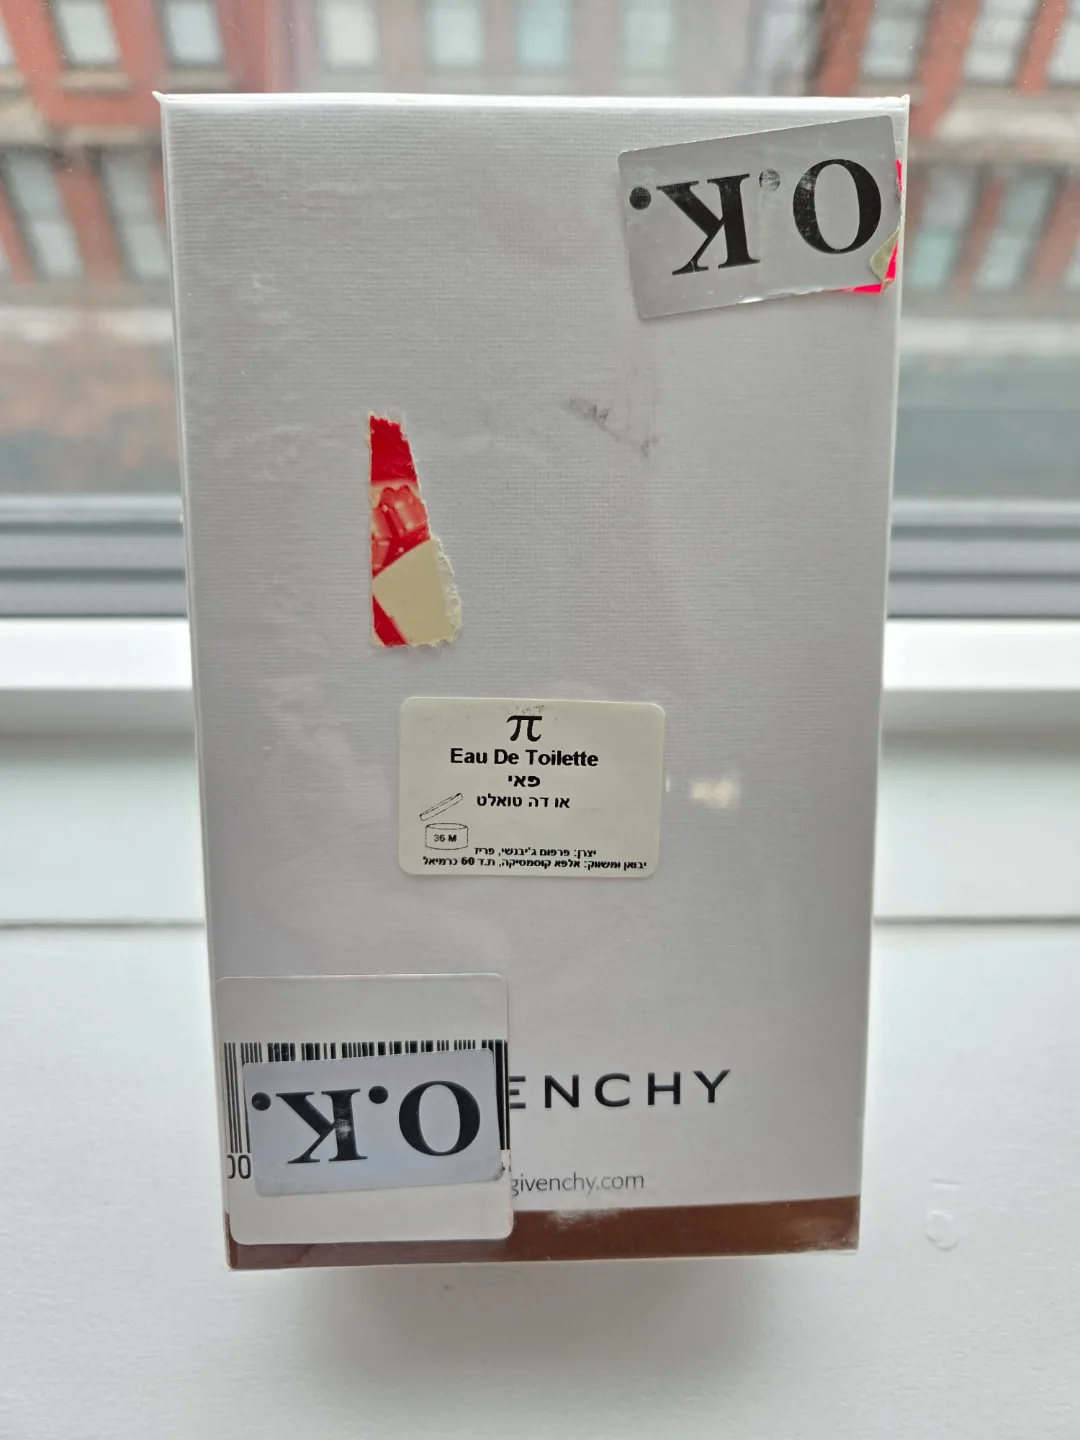 O.K.
π
Eau De Toilette
פאי
או דה טואלט
36 M
יצרן: פרפום ג'יבנשי, פריז
יבואן ומשווק: אלפא קוסמטיקה, ת.ד 60 כרמיאל
ENCHY
00
O.K.
givenchy.com